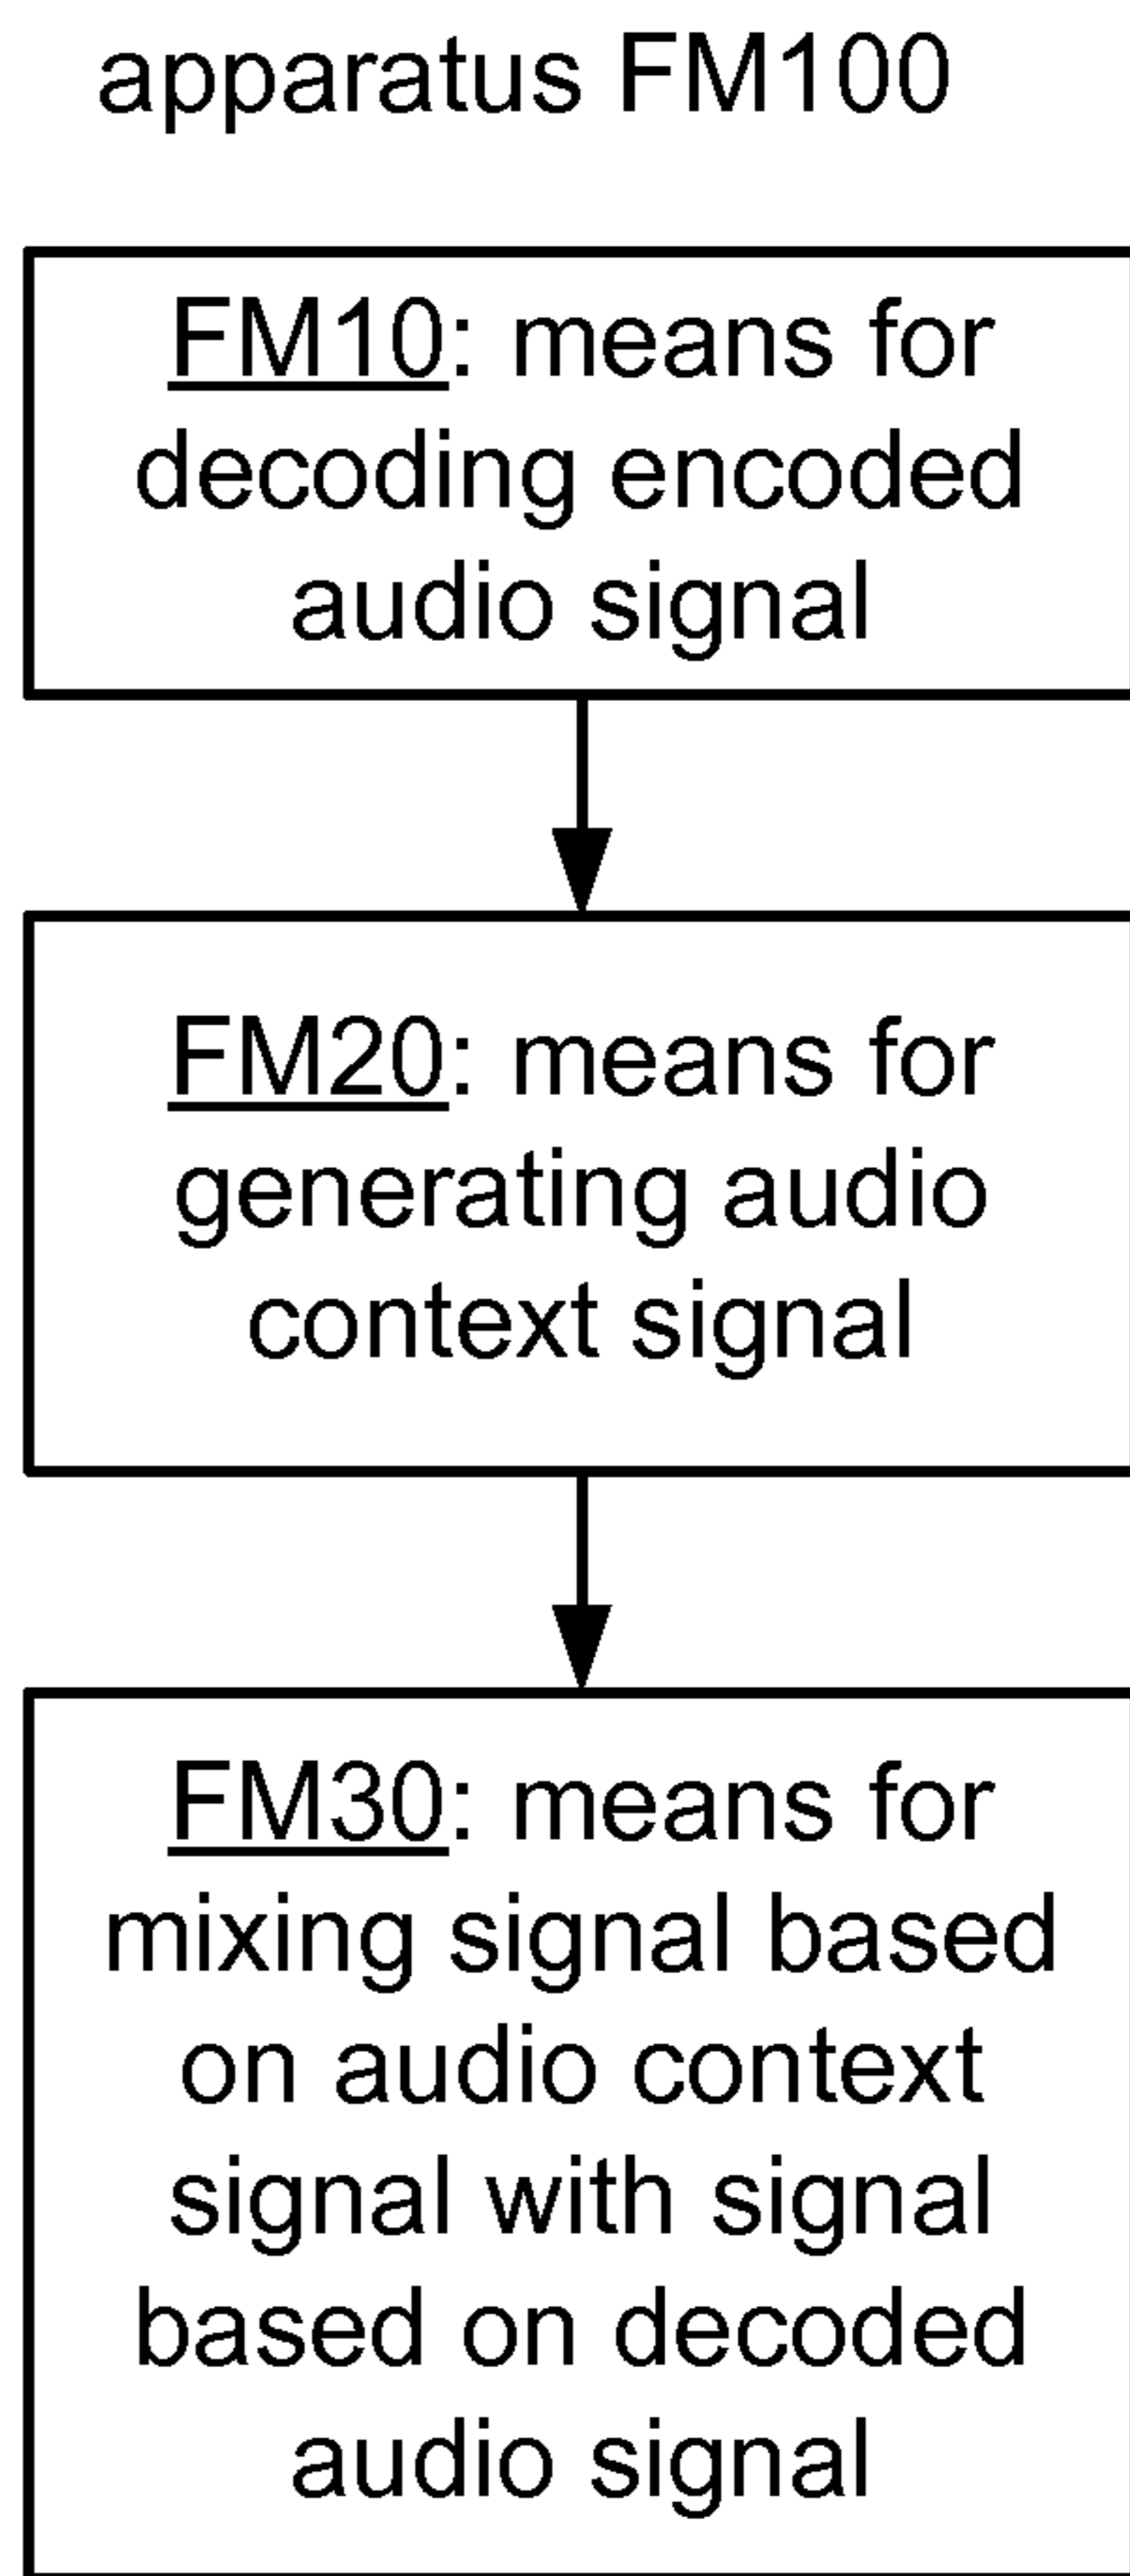 apparatus FM100
FM10: means for
decoding encoded
audio signal
FM20: means for
generating audio
context signal
FM30: means for
mixing signal based
on audio context
signal with signal
based on decoded
audio signal